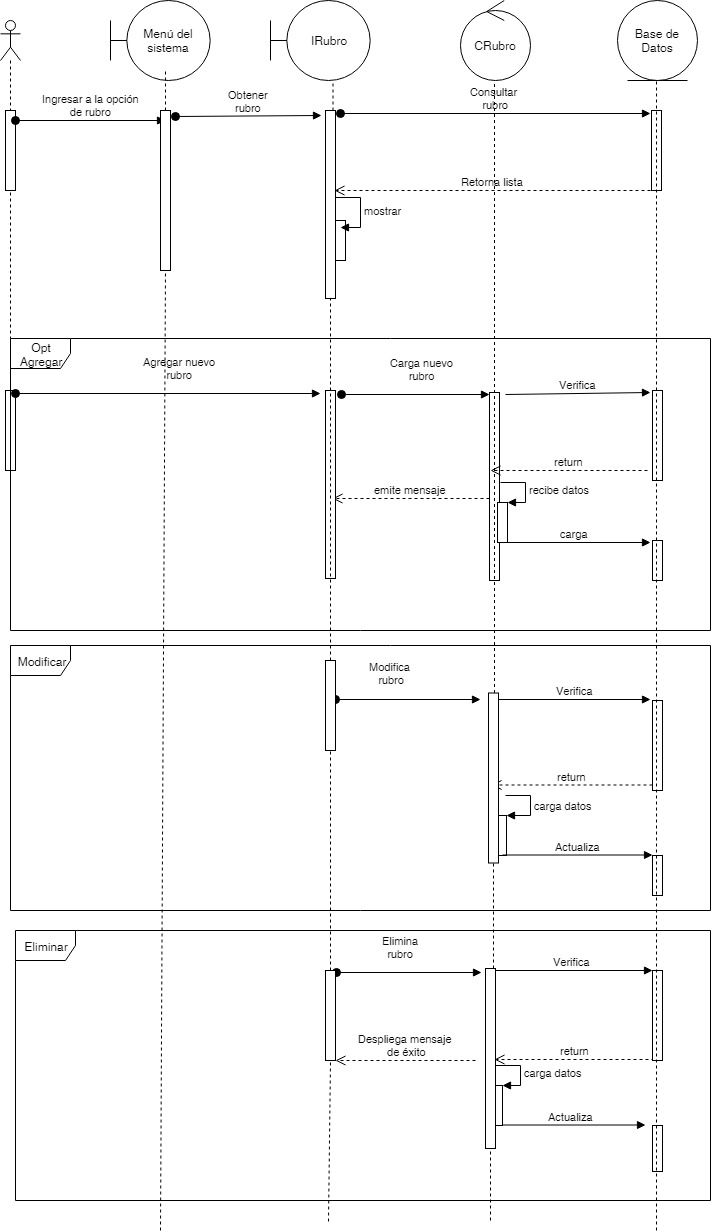 Menú del
sistema
IRubro
CRubro
Base de
Datos
Ingresar a la opción
de rubro
Obtener
rubro
Consultar
rubro
Retorna lista
mostrar
Opt
Agregar
Agregar nuevo
rubro
Carga nuevo
rubro
Verifica
return
emite mensaje
recibe datos
carga
Modificar
Modifica
rubro
Verifica
return
carga datos
Actualiza
Eliminar
Elimina
rubro
Verifica
Despliega mensaje
de éxito
return
carga datos
Actualiza